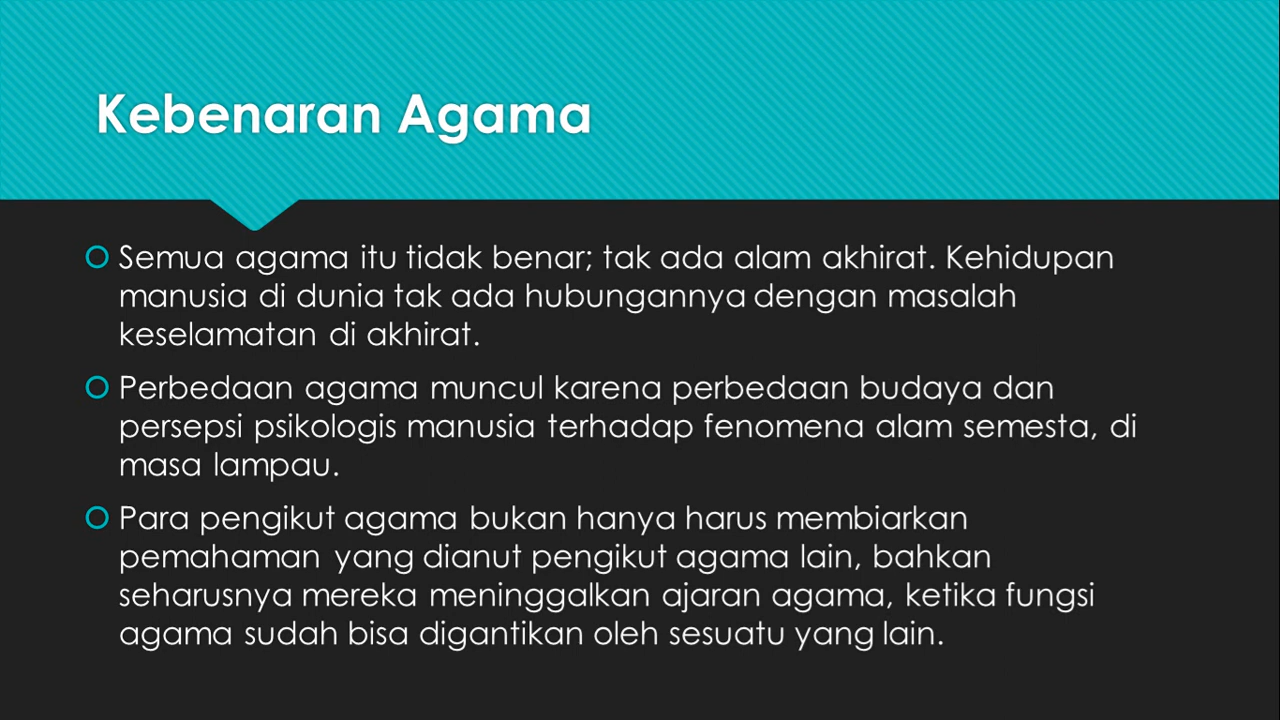 Kebenaran Agama
Semua agama itu tidak benar; tak ada alam akhirat. Kehidupan
manusia di dunia tak ada hubungannya dengan masalah
keselamatan di akhirat.
Perbedaan agama muncul karena perbedaan budaya dan
persepsi psikologis manusia terhadap fenomena alam semesta, di
masa lampau.
Para pengikut agama bukan hanya harus membiarkan
pemahaman yang dianut pengikut agama lain, bahkan
seharusnya mereka meninggalkan ajaran agama, ketika fungsi
agama sudah bisa digantikan oleh sesuatu yang lain.